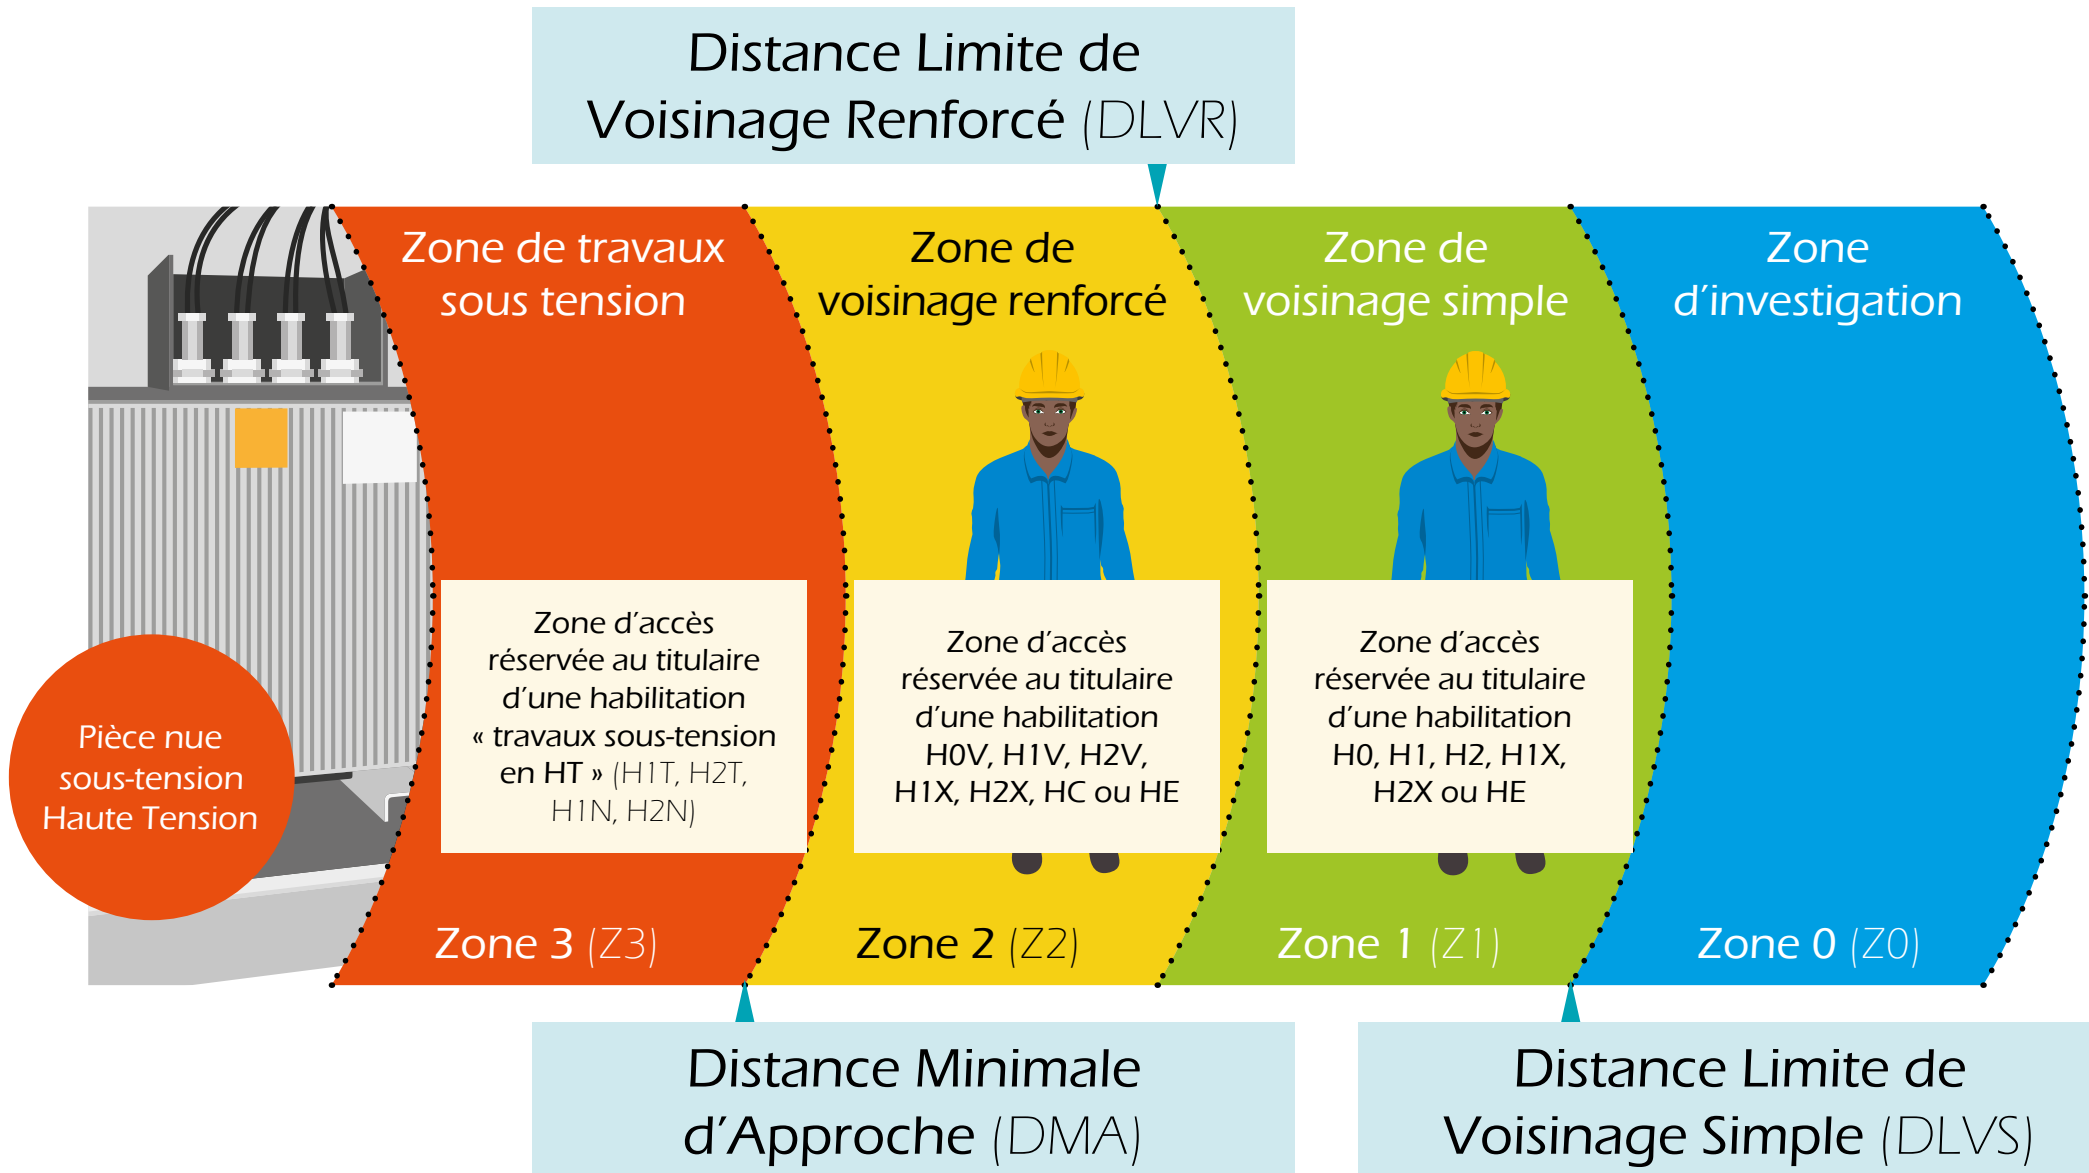 Distance Limite de
Voisinage Renforcé (DLVR)
Zone de travaux
sous tension
Zone de
voisinage renforcé
Zone de
voisinage simple
Zone
d’investigation
Pièce nue
sous-tension
Haute Tension
Zone d’accès
réservée au titulaire
d’une habilitation
« travaux sous-tension
en HT » (H1T, H2T,
H1N, H2N)
Zone d’accès
réservée au titulaire
d’une habilitation
H0V, H1V, H2V,
H1X, H2X, HC ou HE
Zone d’accès
réservée au titulaire
d’une habilitation
H0, H1, H2, H1X,
H2X ou HE
Zone 3 (Z3)
Zone 2 (Z2)
Zone 1 (Z1)
Zone 0 (Z0)
Distance Minimale
d’Approche (DMA)
Distance Limite de
Voisinage Simple (DLVS)